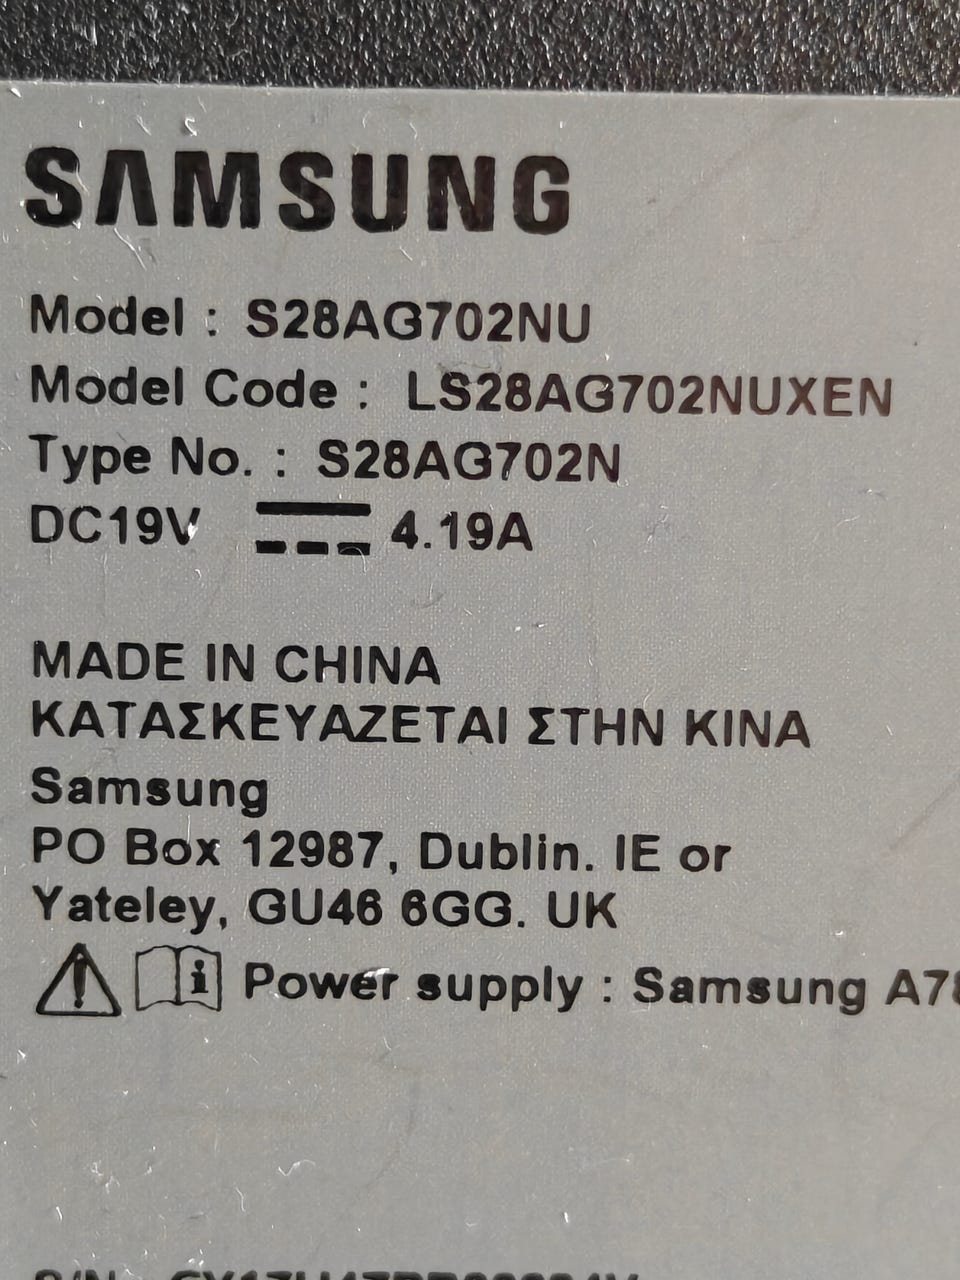 SAMSUNG
Model : S28AG702NU
Model Code : LS28AG702NUXEN
Type No. : S28AG702N
DC19V ⎓ 4.19A
MADE IN CHINA
ΚΑΤΑΣΚΕΥΑΖΕΤΑΙ ΣΤΗΝ ΚΙΝΑ
Samsung
PO Box 12987, Dublin. IE or
Yateley, GU46 6GG. UK
Power supply : Samsung